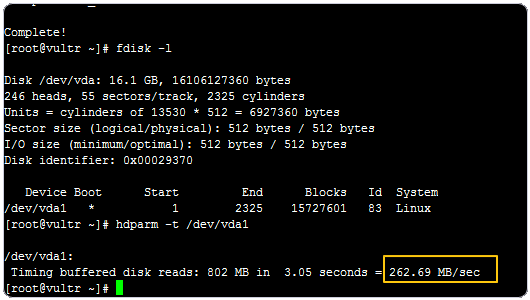 Complete!
[root@vultr ~]# fdisk -l
Disk /dev/vda: 16.1 GB, 16106127360 bytes
246 heads, 55 sectors/track, 2325 cylinders
Units = cylinders of 13530 * 512 = 6927360 bytes
Sector size (logical/physical): 512 bytes / 512 bytes
I/O size (minimum/optimal): 512 bytes / 512 bytes
Disk identifier: 0x00029370
   Device Boot      Start         End      Blocks   Id  System
/dev/vda1   *           1        2325    15727601   83  Linux
[root@vultr ~]# hdparm -t /dev/vda1
/dev/vda1:
 Timing buffered disk reads: 802 MB in  3.05 seconds = 262.69 MB/sec
[root@vultr ~]#